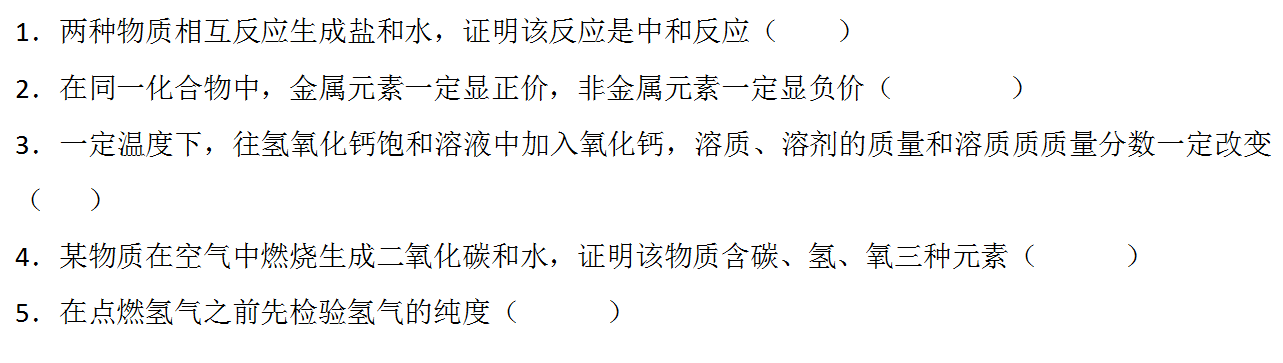 1．两种物质相互反应生成盐和水，证明该反应是中和反应（　　）
2．在同一化合物中，金属元素一定显正价，非金属元素一定显负价（　　　　）
3．一定温度下，往氢氧化钙饱和溶液中加入氧化钙，溶质、溶剂的质量和溶质质质量分数一定改变
（　）
4．某物质在空气中燃烧生成二氧化碳和水，证明该物质含碳、氢、氧三种元素（　　　）
5．在点燃氢气之前先检验氢气的纯度（　　　）